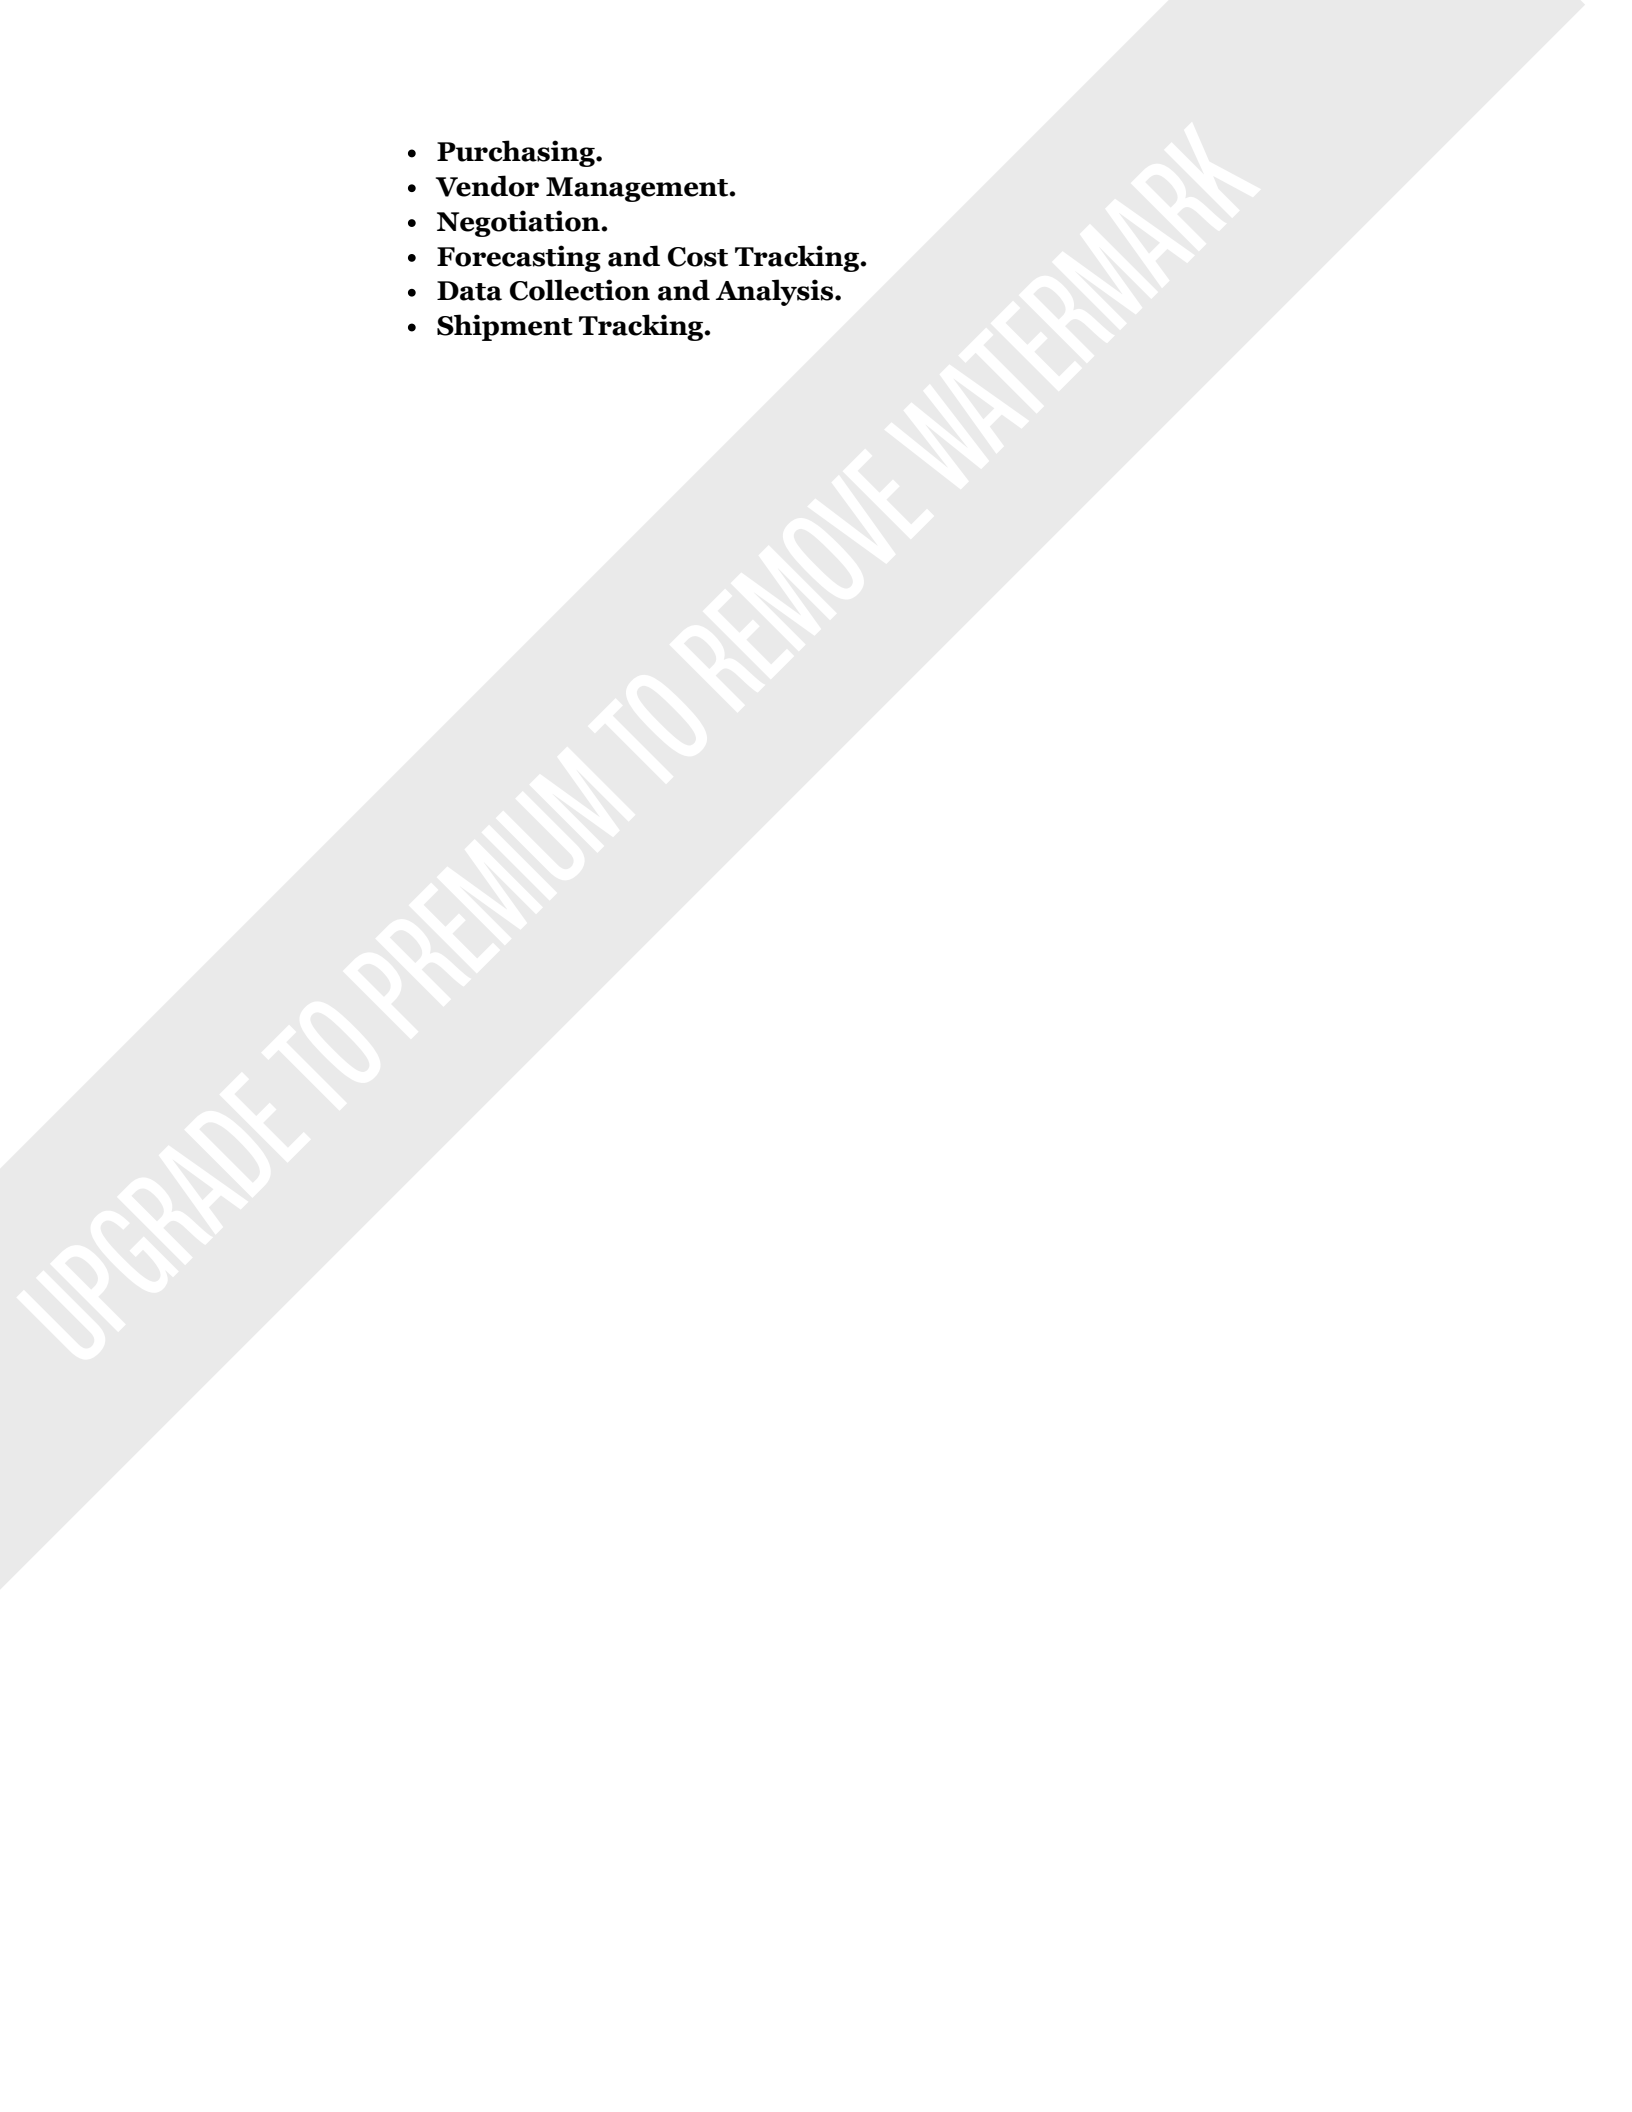 • Purchasing.
• Vendor Management.
• Negotiation.
• Forecasting and Cost Tracking.
• Data Collection and Analysis.
• Shipment Tracking.
UPGRADE TO PREMIUM TO REMOVE WATERMARK